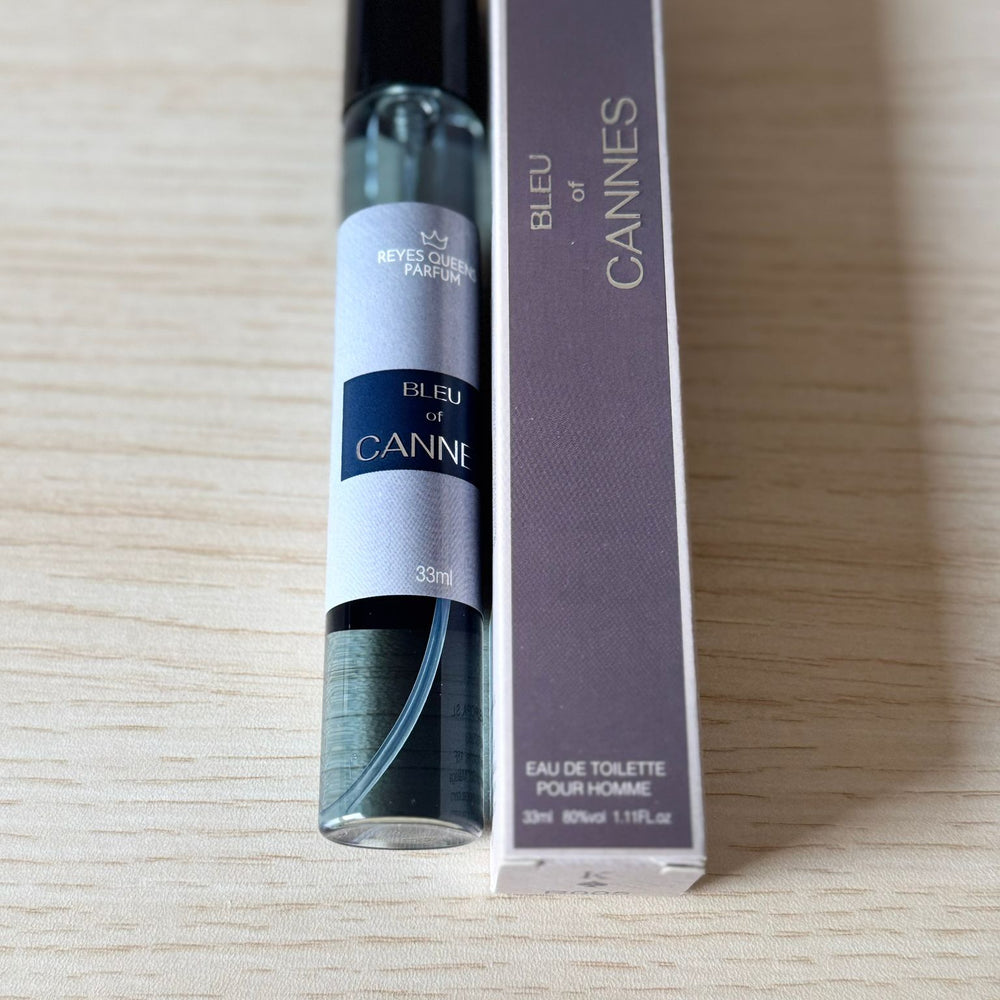 REYES QUEENS
PARFUM
BLEU
of
CANNE
33ml
BLEU
of
CANNES
EAU DE TOILETTE
POUR HOMME
33ml 80%vol 1.11FL.oz